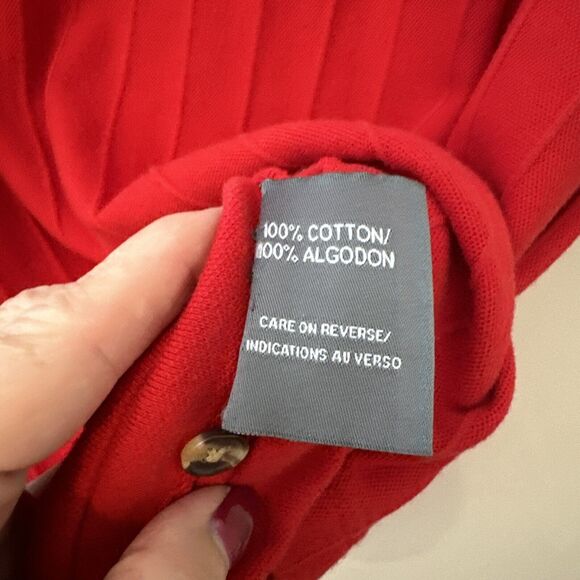 100% COTTON/
100% ALGODON
CARE ON REVERSE/
INDICATIONS AU VERSO